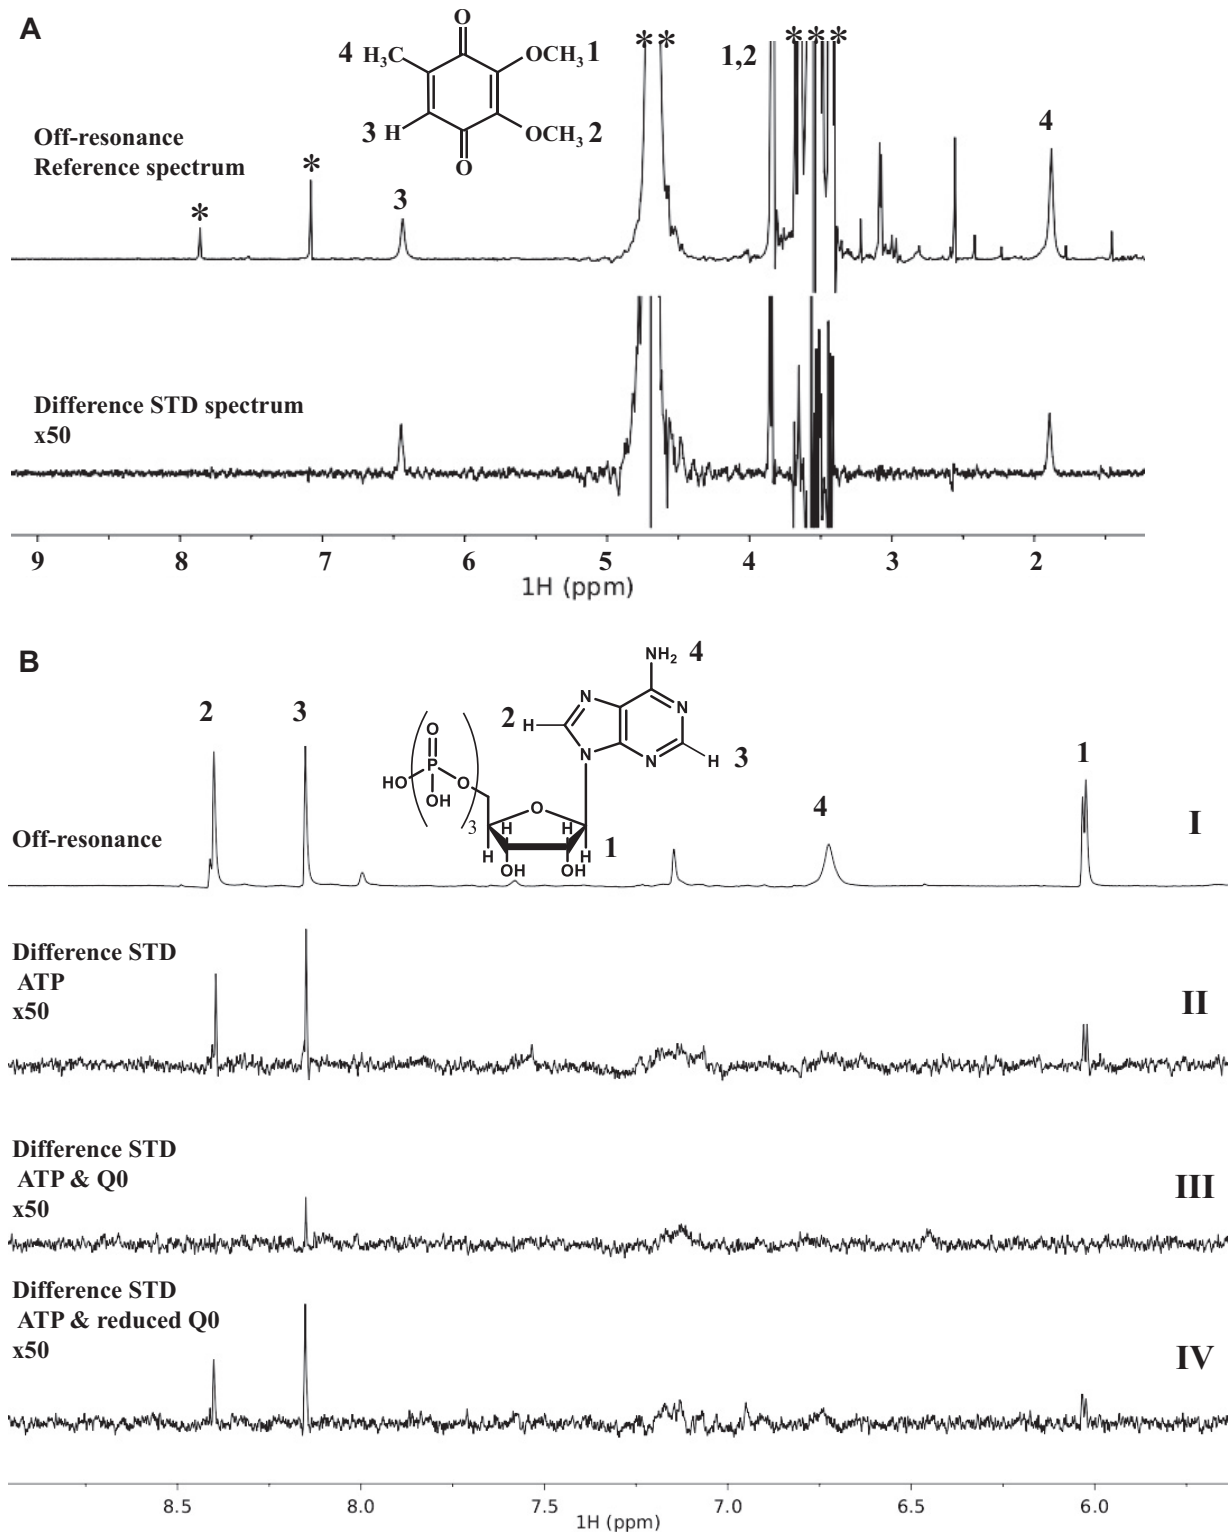 A
O
4 H3C
OCH3 1
3 H
OCH3 2
O
* *
1,2
* * *
4
Off-resonance
Reference spectrum
*
*
3
Difference STD spectrum
x50
9 8 7 6 5 4 3 2
1H (ppm)
B
NH2 4
2
3
2 H
N
N
N
N
H 3
O
HO P O
OH
3
O
H H
H H 1
OH OH
4
1
Off-resonance
I
Difference STD
ATP
x50
II
Difference STD
ATP & Q0
x50
III
Difference STD
ATP & reduced Q0
x50
IV
8.5 8.0 7.5 7.0 6.5 6.0
1H (ppm)